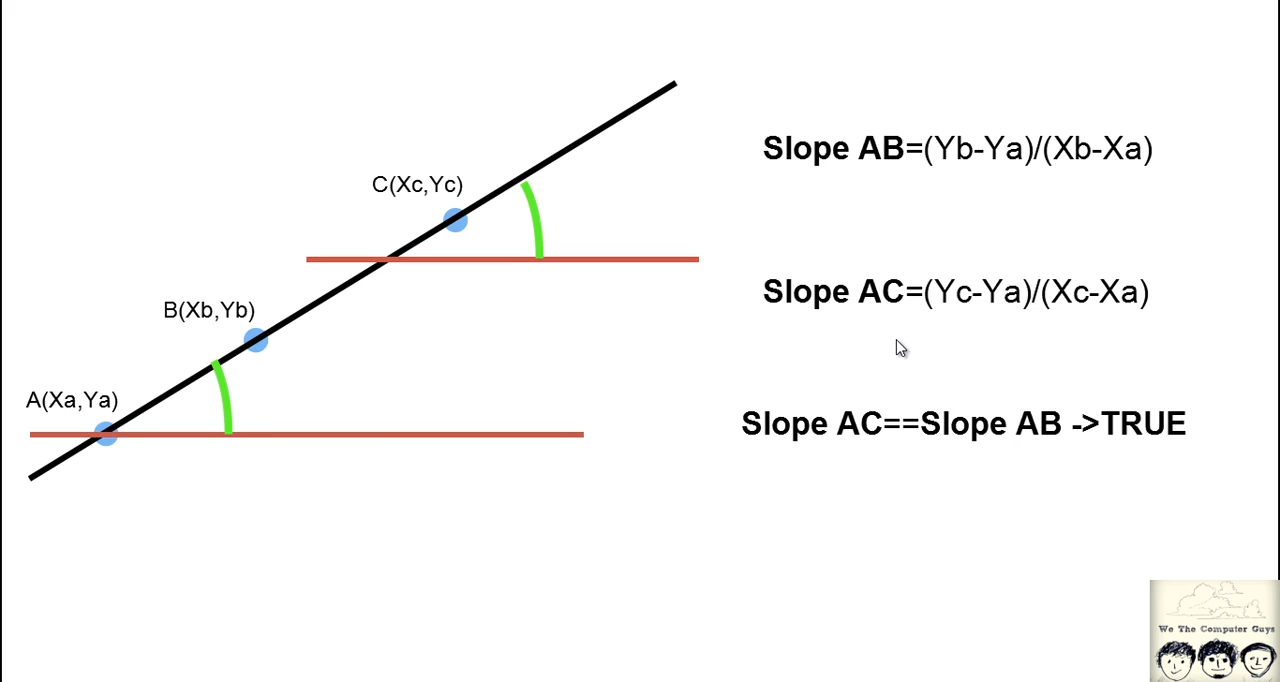 Slope AB=(Yb-Ya)/(Xb-Xa)
C(Xc,Yc)
Slope AC=(Yc-Ya)/(Xc-Xa)
B(Xb,Yb)
A(Xa,Ya)
Slope AC==Slope AB ->TRUE
We The Computer Guys